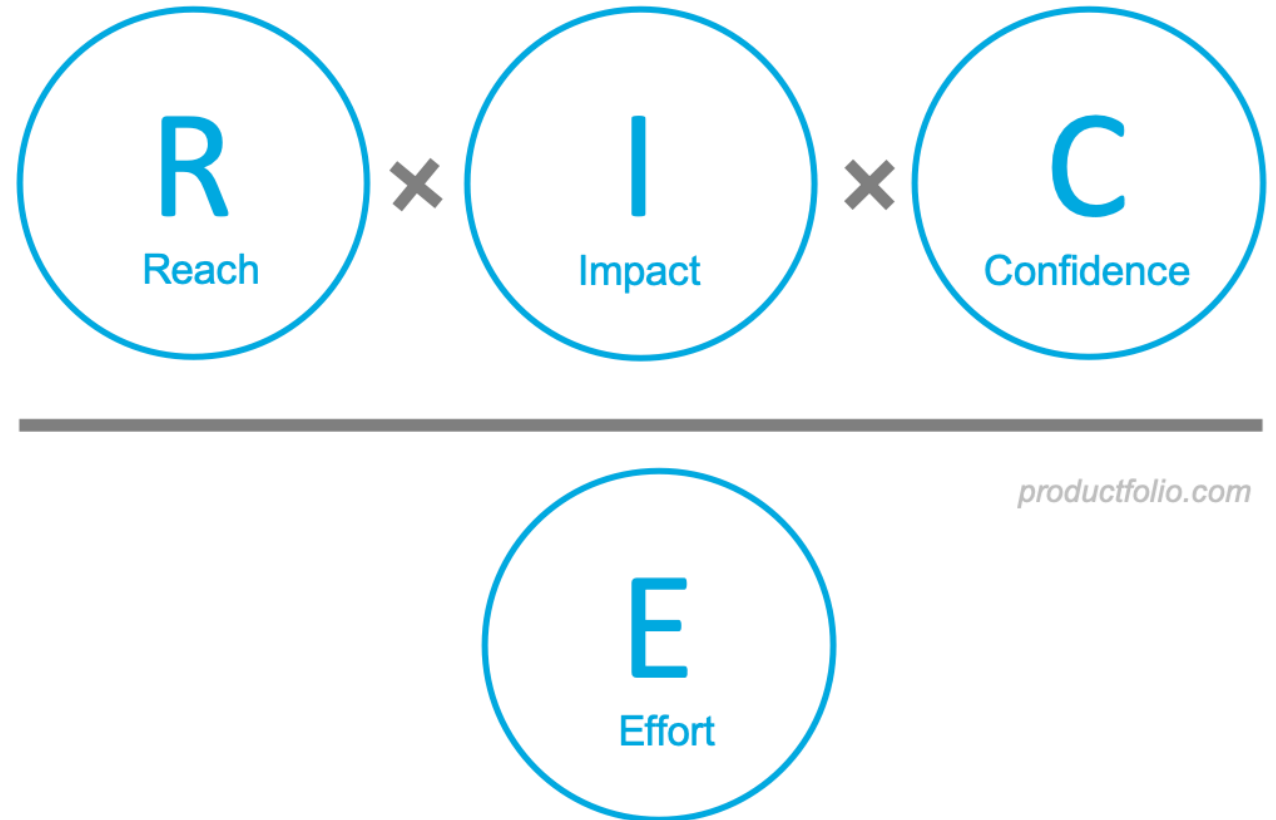 R × I × C
Reach Impact Confidence
productfolio.com
E
Effort